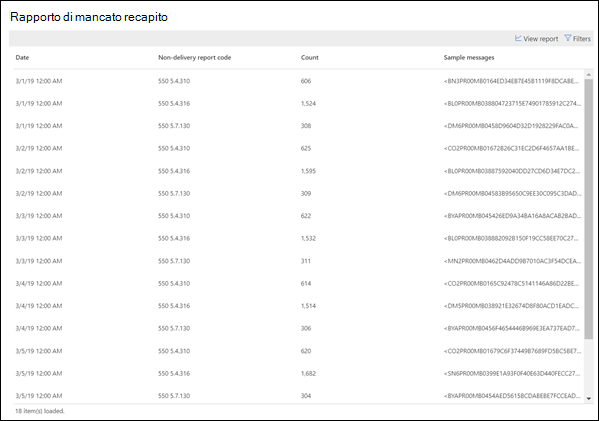 Rapporto di mancato recapito
View report Filters
Date Non-delivery report code Count Sample messages
3/1/19 12:00 AM 550 5.4.310 606 <BN3PR00MB0164ED34EB7E45B1119F8DCABE...
3/1/19 12:00 AM 550 5.4.316 1,524 <BL0PR00MB038804723715E74901785912C274...
3/1/19 12:00 AM 550 5.7.130 308 <DM6PR00MB0458D9604D32D1928229FAC0A...
3/2/19 12:00 AM 550 5.4.310 625 <CO2PR00MB01672B26C31EC2D6F4657AA1BE...
3/2/19 12:00 AM 550 5.4.316 1,595 <BL0PR00MB03887592040DD27CD6D34E7DC2...
3/2/19 12:00 AM 550 5.7.130 309 <DM6PR00MB04583B95650C9EE30C095C3DAD...
3/3/19 12:00 AM 550 5.4.310 622 <BYAPR00MB045426ED9A34BA16A8ACAB2BAD...
3/3/19 12:00 AM 550 5.4.316 1,532 <BL0PR00MB0388820928150F19CC58EE70C27...
3/3/19 12:00 AM 550 5.7.130 311 <MN2PR00MB0462D4ADD9B7010AC3F54DCEA...
3/4/19 12:00 AM 550 5.4.310 614 <CO2PR00MB0165C92478C5141146A86D22BE...
3/4/19 12:00 AM 550 5.4.316 1,514 <DM5PR00MB038921E32674D8F80ACD1EADC...
3/4/19 12:00 AM 550 5.7.130 306 <BYAPR00MB0456F4654446B969E3EA737EAD7...
3/5/19 12:00 AM 550 5.4.310 620 <CO2PR00MB01679C6F37449B7689FD5BC5BE7...
3/5/19 12:00 AM 550 5.4.316 1,682 <SN6PR00MB0399E1A93F0F40E63D440FECC27...
3/5/19 12:00 AM 550 5.7.130 304 <BYAPR00MB0454AED5615BCDABEBE7FCCEAD...
18 item(s) loaded.